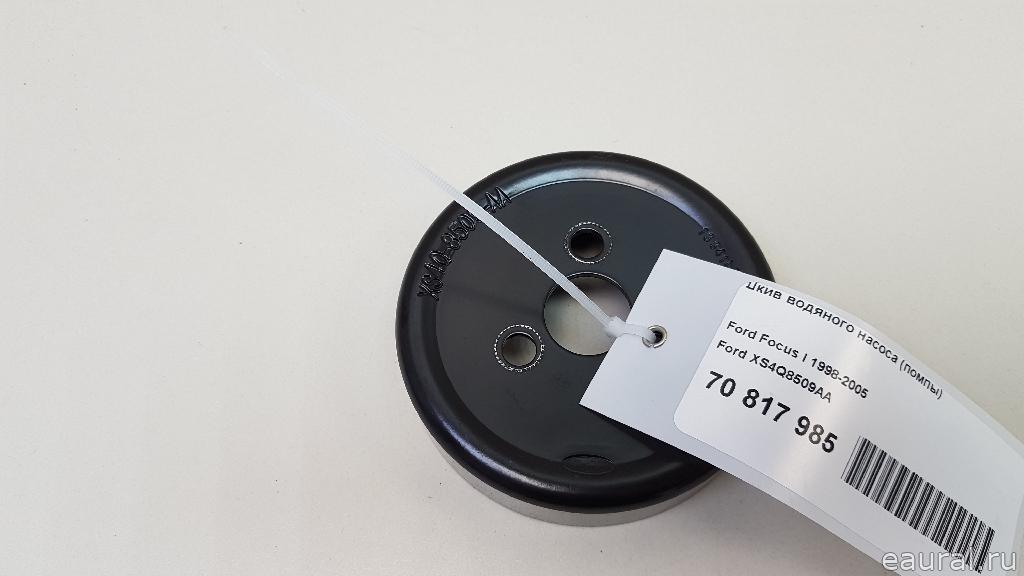 Шкив водяного насоса (помпы)
Ford Focus I 1998-2005
Ford XS4Q8509AA
70 817 985
eaural.ru